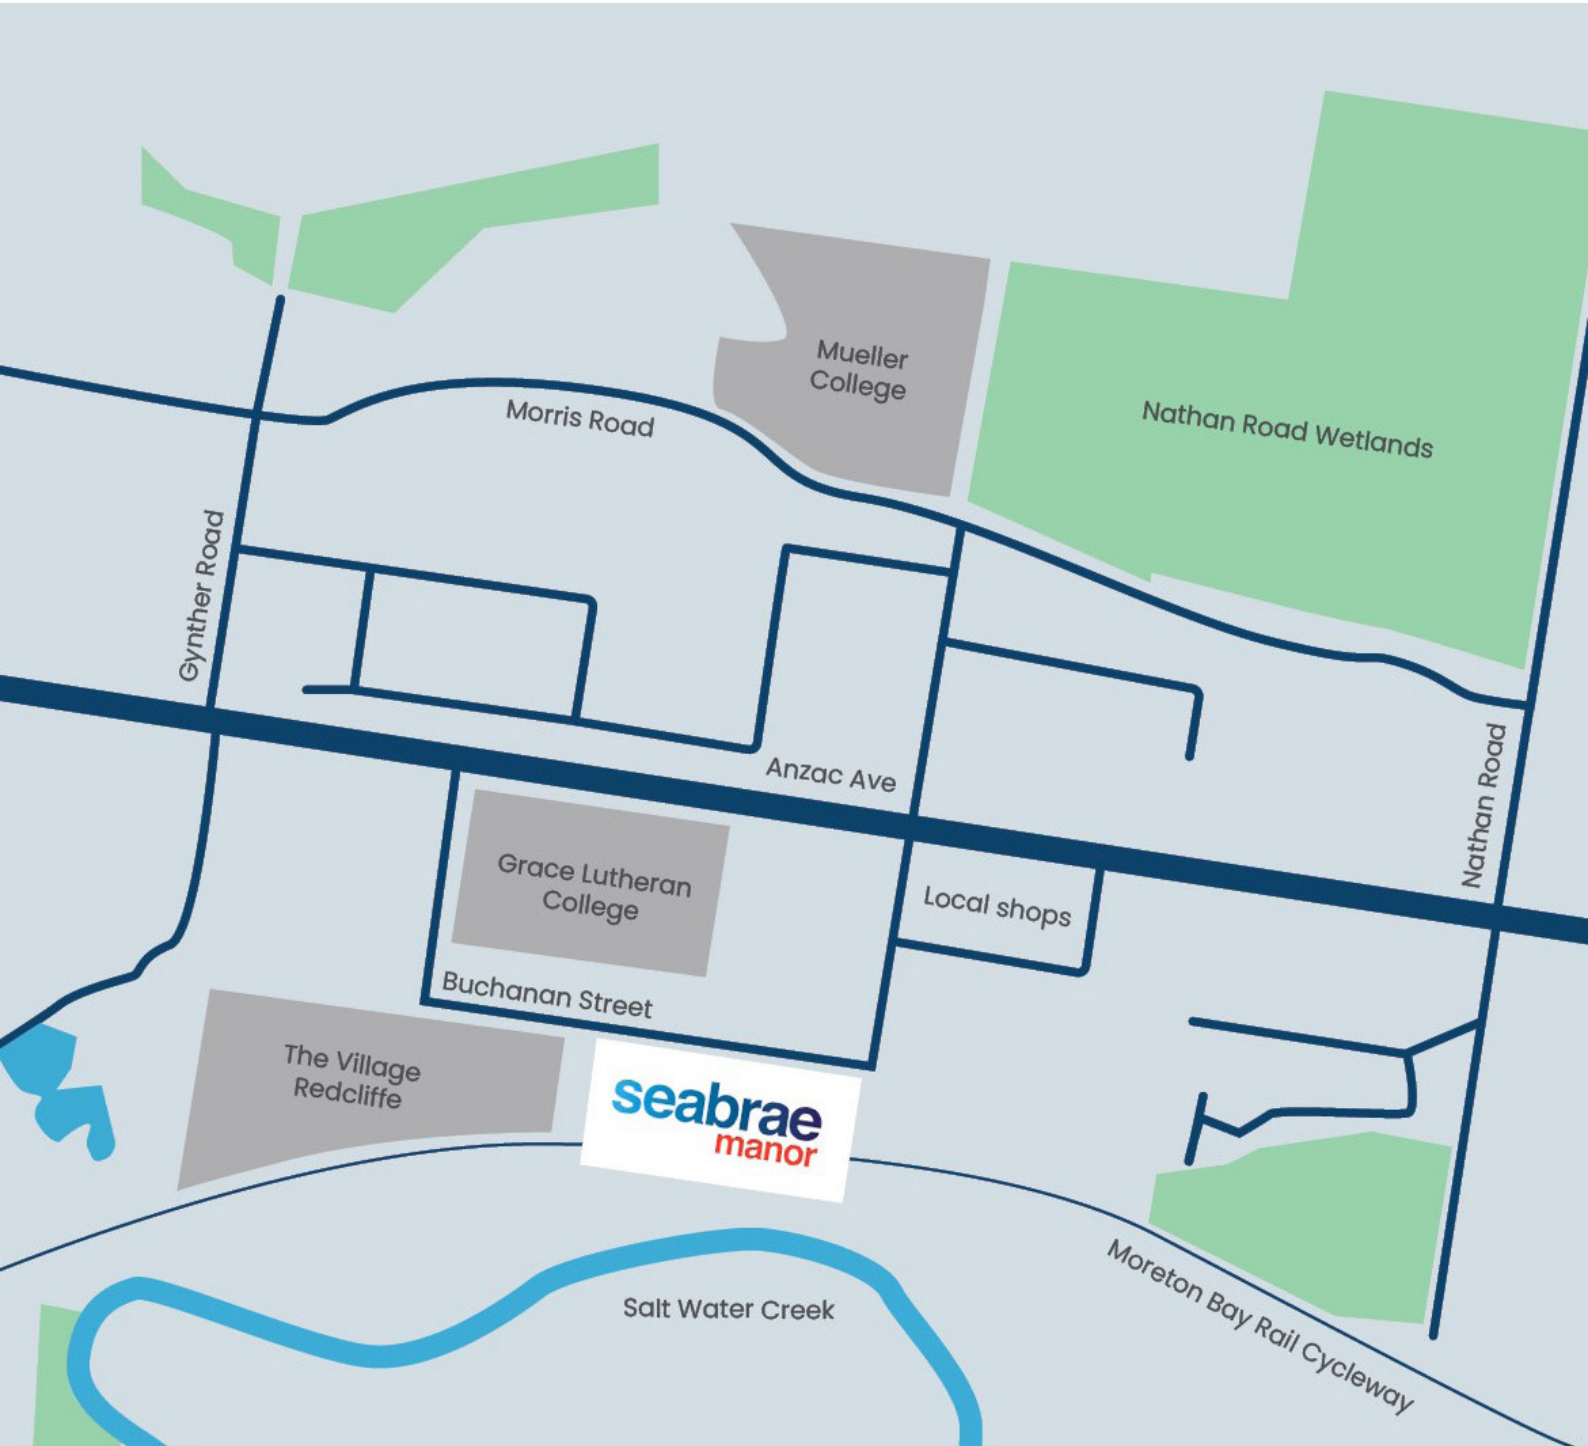 Mueller
College
Nathan Road Wetlands
Morris Road
Gynther Road
Anzac Ave
Nathan Road
Grace Lutheran
College
Local shops
Buchanan Street
The Village
Redcliffe
seabrae
manor
Salt Water Creek
Moreton Bay Rail Cycleway